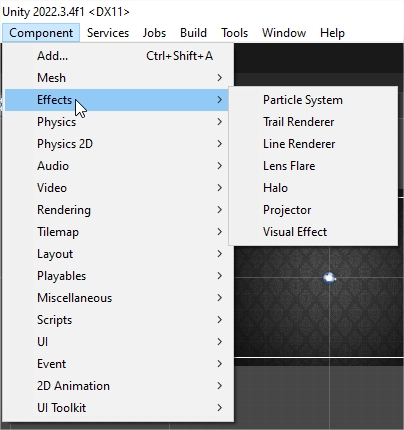 Unity 2022.3.4f1 <DX11>
Component Services Jobs Build Tools Window Help
Add... Ctrl+Shift+A
Mesh
Effects
Physics
Physics 2D
Audio
Video
Rendering
Tilemap
Layout
Playables
Miscellaneous
Scripts
UI
Event
2D Animation
UI Toolkit
Particle System
Trail Renderer
Line Renderer
Lens Flare
Halo
Projector
Visual Effect